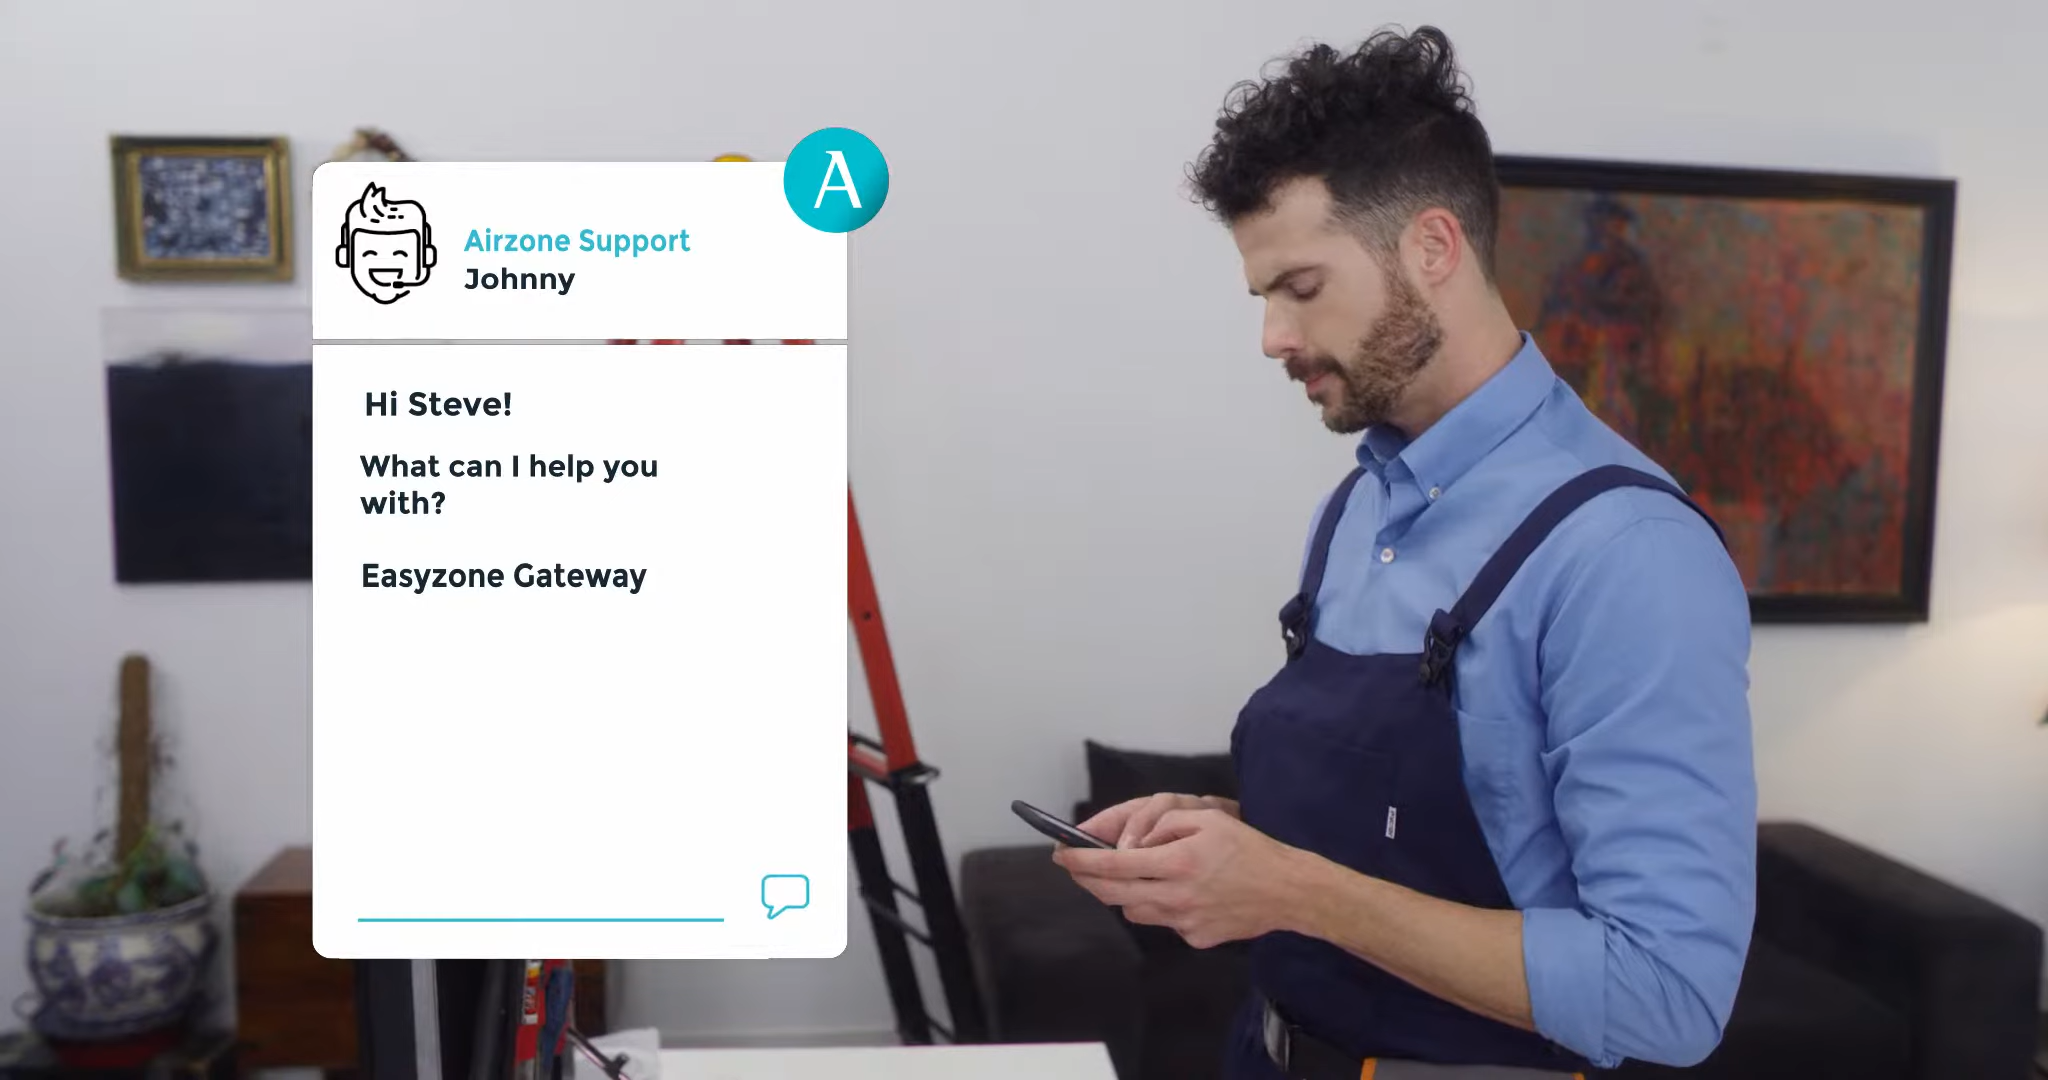 A
Airzone Support
Johnny
Hi Steve!
What can I help you
with?
Easyzone Gateway